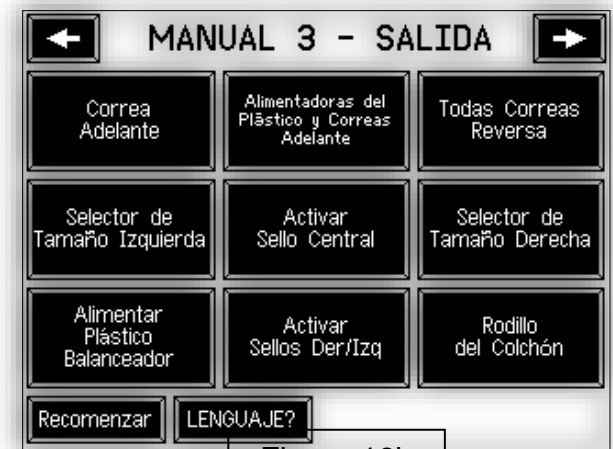 MANUAL 3 - SALIDA
Correa
Adelante
Alimentadoras del
Plástico y Correas
Adelante
Todas Correas
Reversa
Selector de
Tamaño Izquierda
Activar
Sello Central
Selector de
Tamaño Derecha
Alimentar
Plástico
Balanceador
Activar
Sellos Der/Izq
Rodillo
del Colchón
Recomenzar
LENGUAJE?